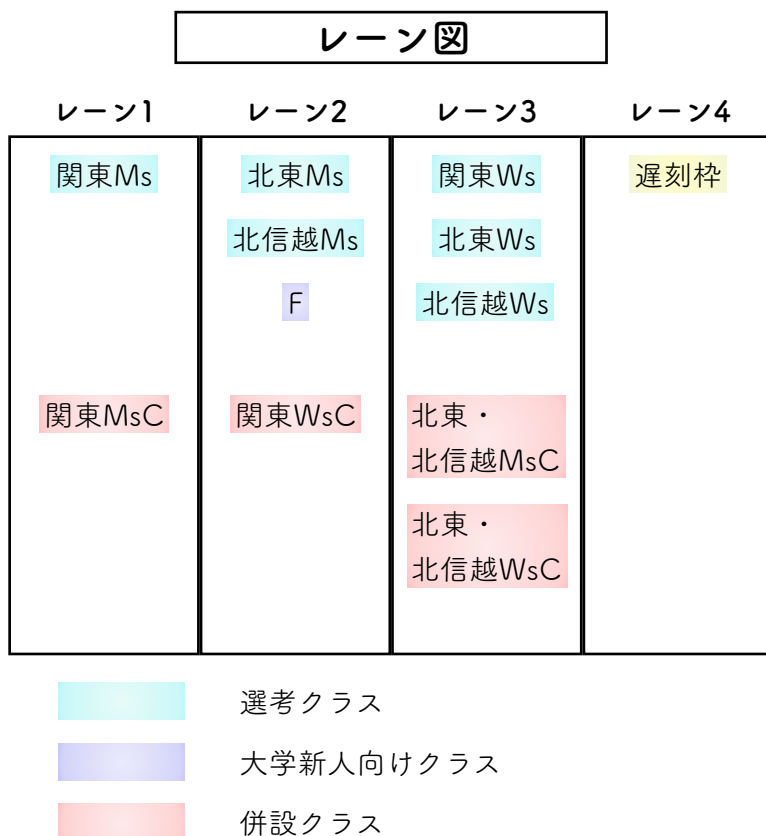 レーン図
レーン1 レーン2 レーン3 レーン4
関東Ms 北東Ms 関東Ws 遅刻枠
北信越Ms 北東Ws
F 北信越Ws
関東MsC 関東WsC 北東・
北信越MsC
北東・
北信越WsC
選考クラス
大学新人向けクラス
併設クラス